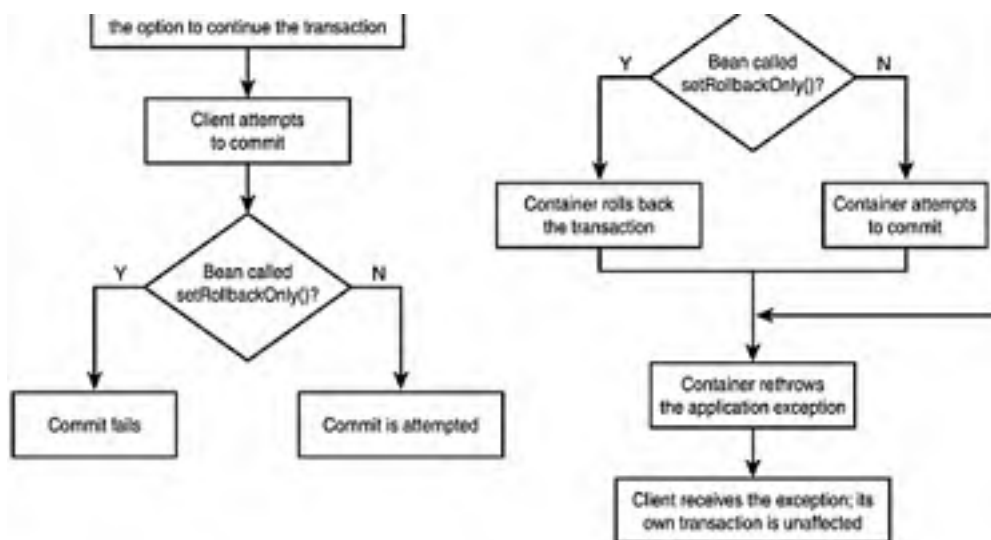 the option to continue the transaction
Client attempts
to commit
Bean called
setRollbackOnly()?
Y
N
Commit fails
Commit is attempted
Bean called
setRollbackOnly()?
Y
N
Container rolls back
the transaction
Container attempts
to commit
Container rethrows
the application exception
Client receives the exception; its
own transaction is unaffected